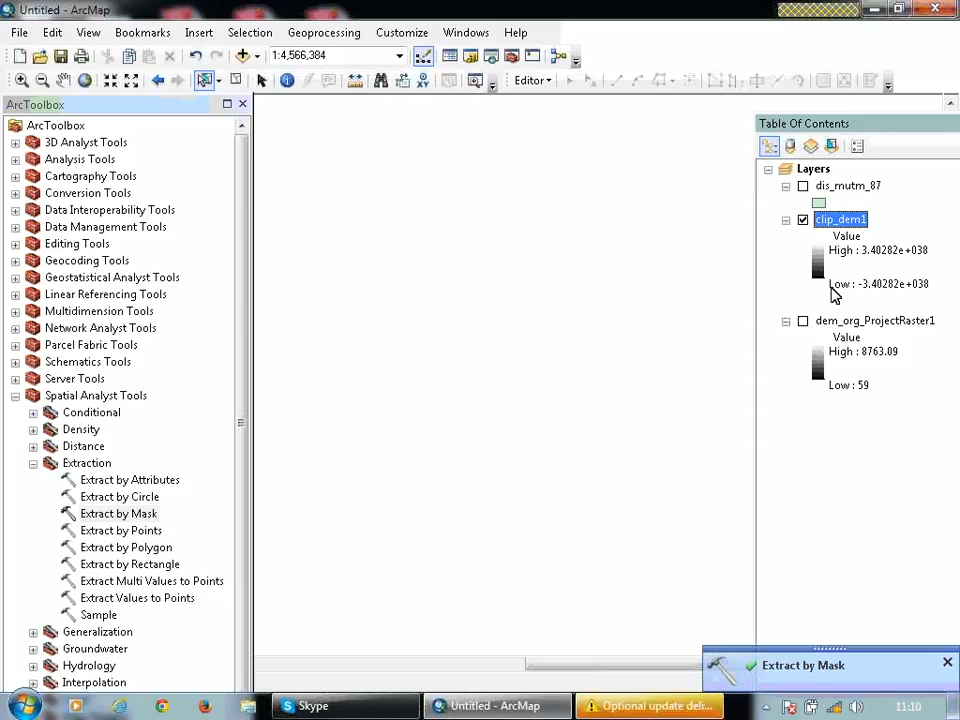 Untitled - ArcMap
File Edit View Bookmarks Insert Selection Geoprocessing Customize Windows Help
1:4,566,384
Editor
ArcToolbox
ArcToolbox
3D Analyst Tools
Analysis Tools
Cartography Tools
Conversion Tools
Data Interoperability Tools
Data Management Tools
Editing Tools
Geocoding Tools
Geostatistical Analyst Tools
Linear Referencing Tools
Multidimension Tools
Network Analyst Tools
Parcel Fabric Tools
Schematics Tools
Server Tools
Spatial Analyst Tools
Conditional
Density
Distance
Extraction
Extract by Attributes
Extract by Circle
Extract by Mask
Extract by Points
Extract by Polygon
Extract by Rectangle
Extract Multi Values to Points
Extract Values to Points
Sample
Generalization
Groundwater
Hydrology
Interpolation
Table Of Contents
Layers
dis_mutm_87
clip_dem1
Value
High : 3.40282e+038
Low : -3.40282e+038
dem_org_ProjectRaster1
Value
High : 8763.09
Low : 59
Extract by Mask
Skype
Untitled - ArcMap
Optional update deli...
11:10